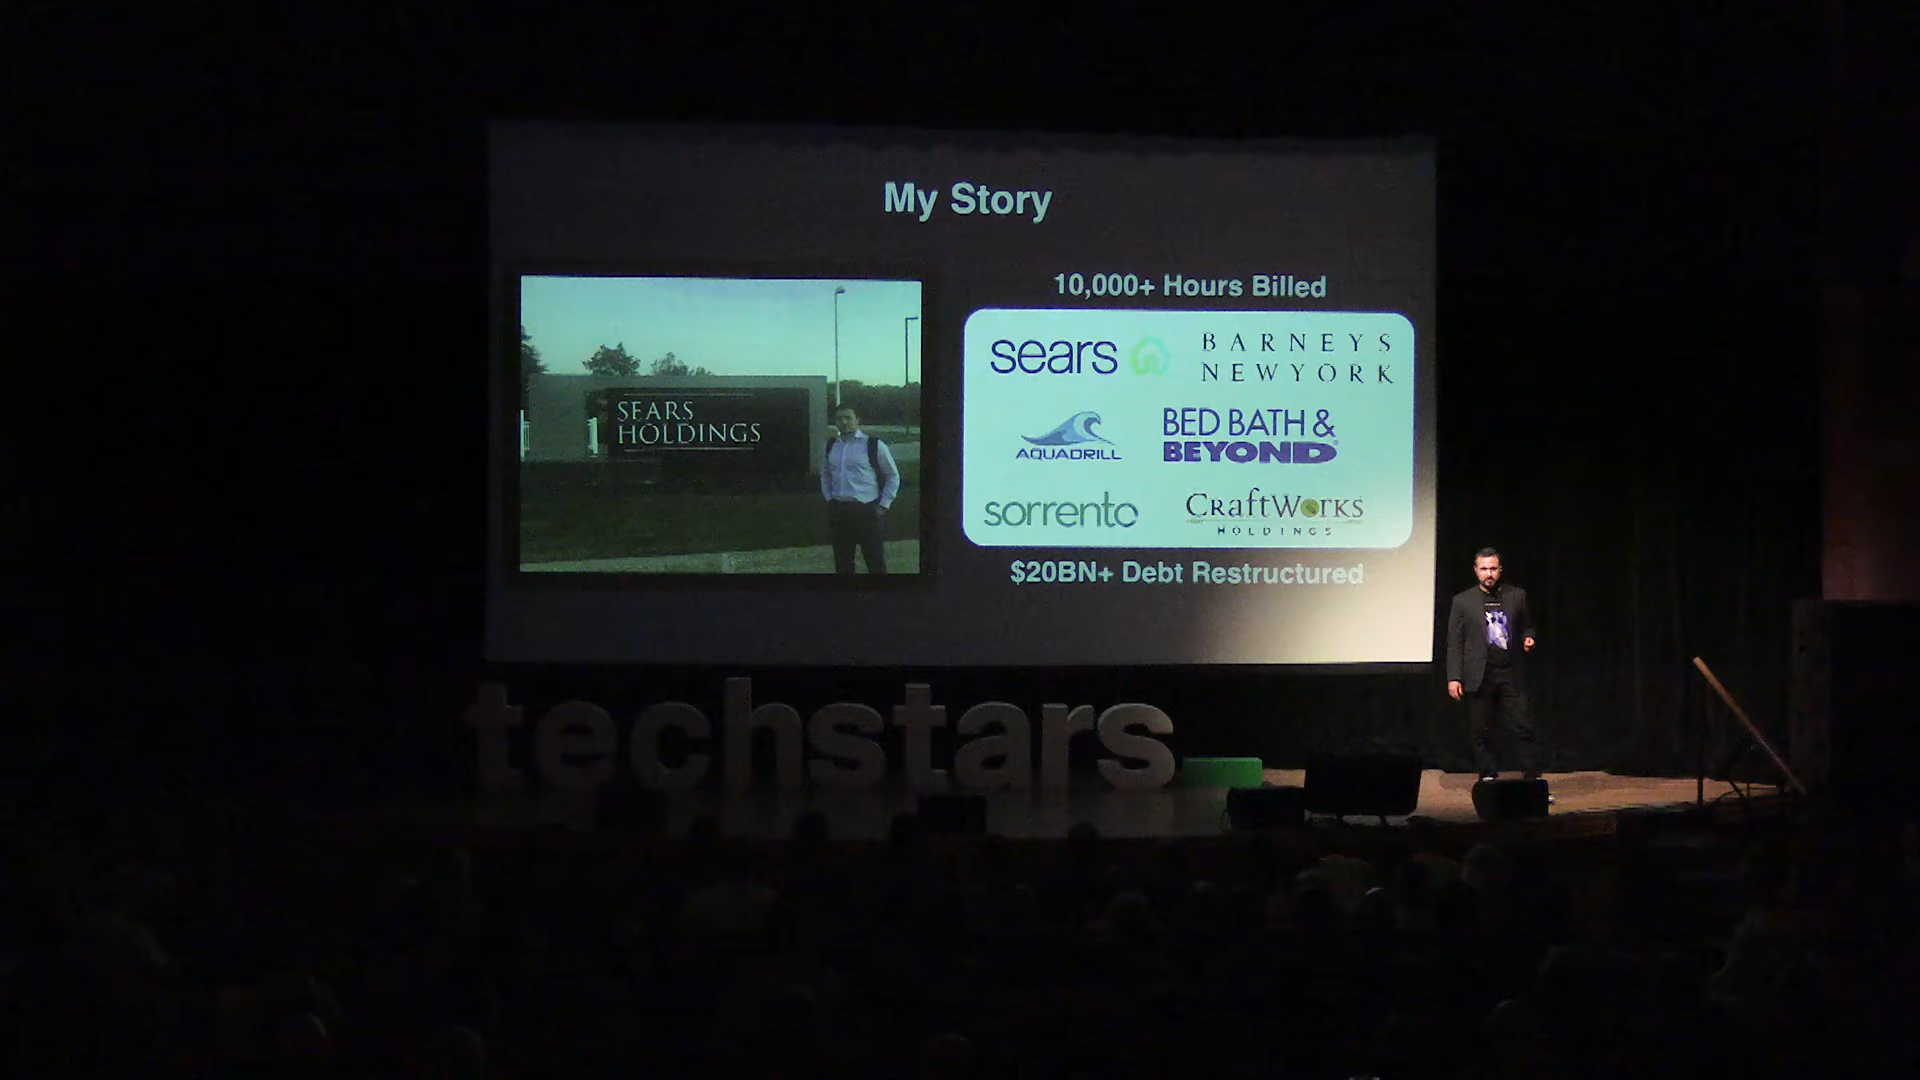 My Story
SEARS
HOLDINGS
10,000+ Hours Billed
sears
BARNEYS
NEWYORK
AQUADRILL
BED BATH &
BEYOND
sorrento
CRaftWoRKS
HOLDINGS
$20BN+ Debt Restructured
techstars